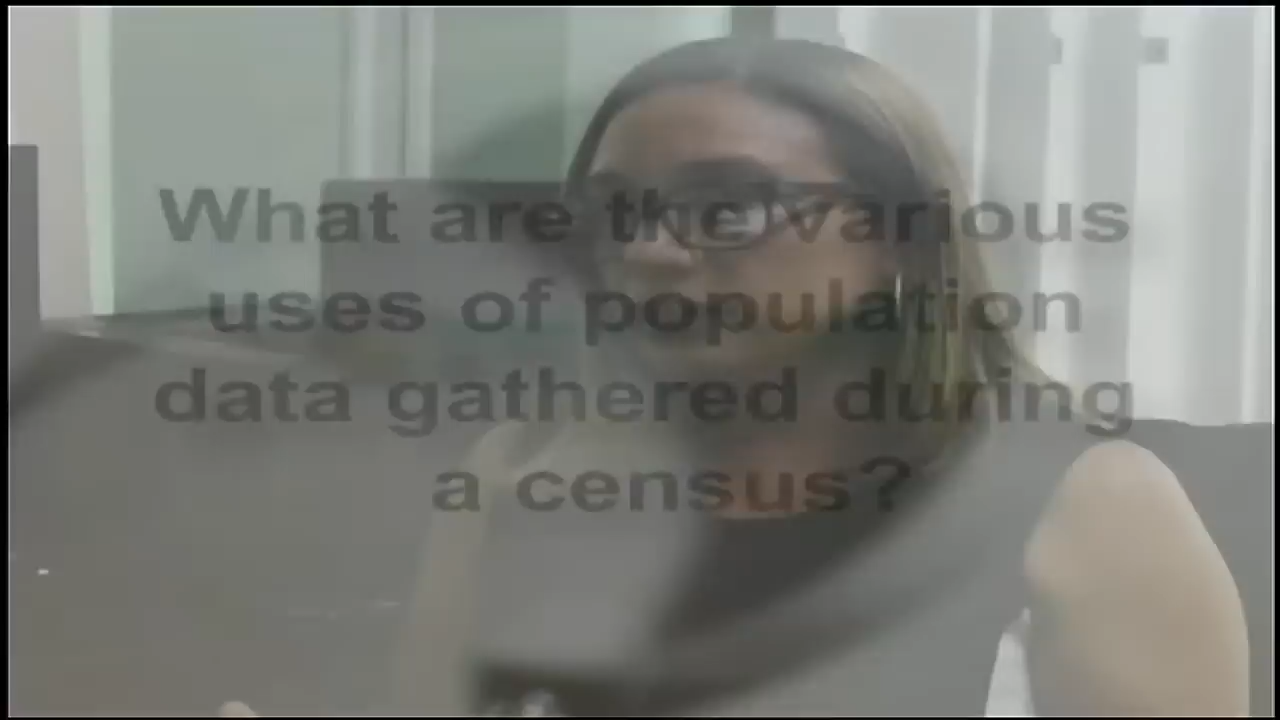 What are the various
uses of population
data gathered during
a census?